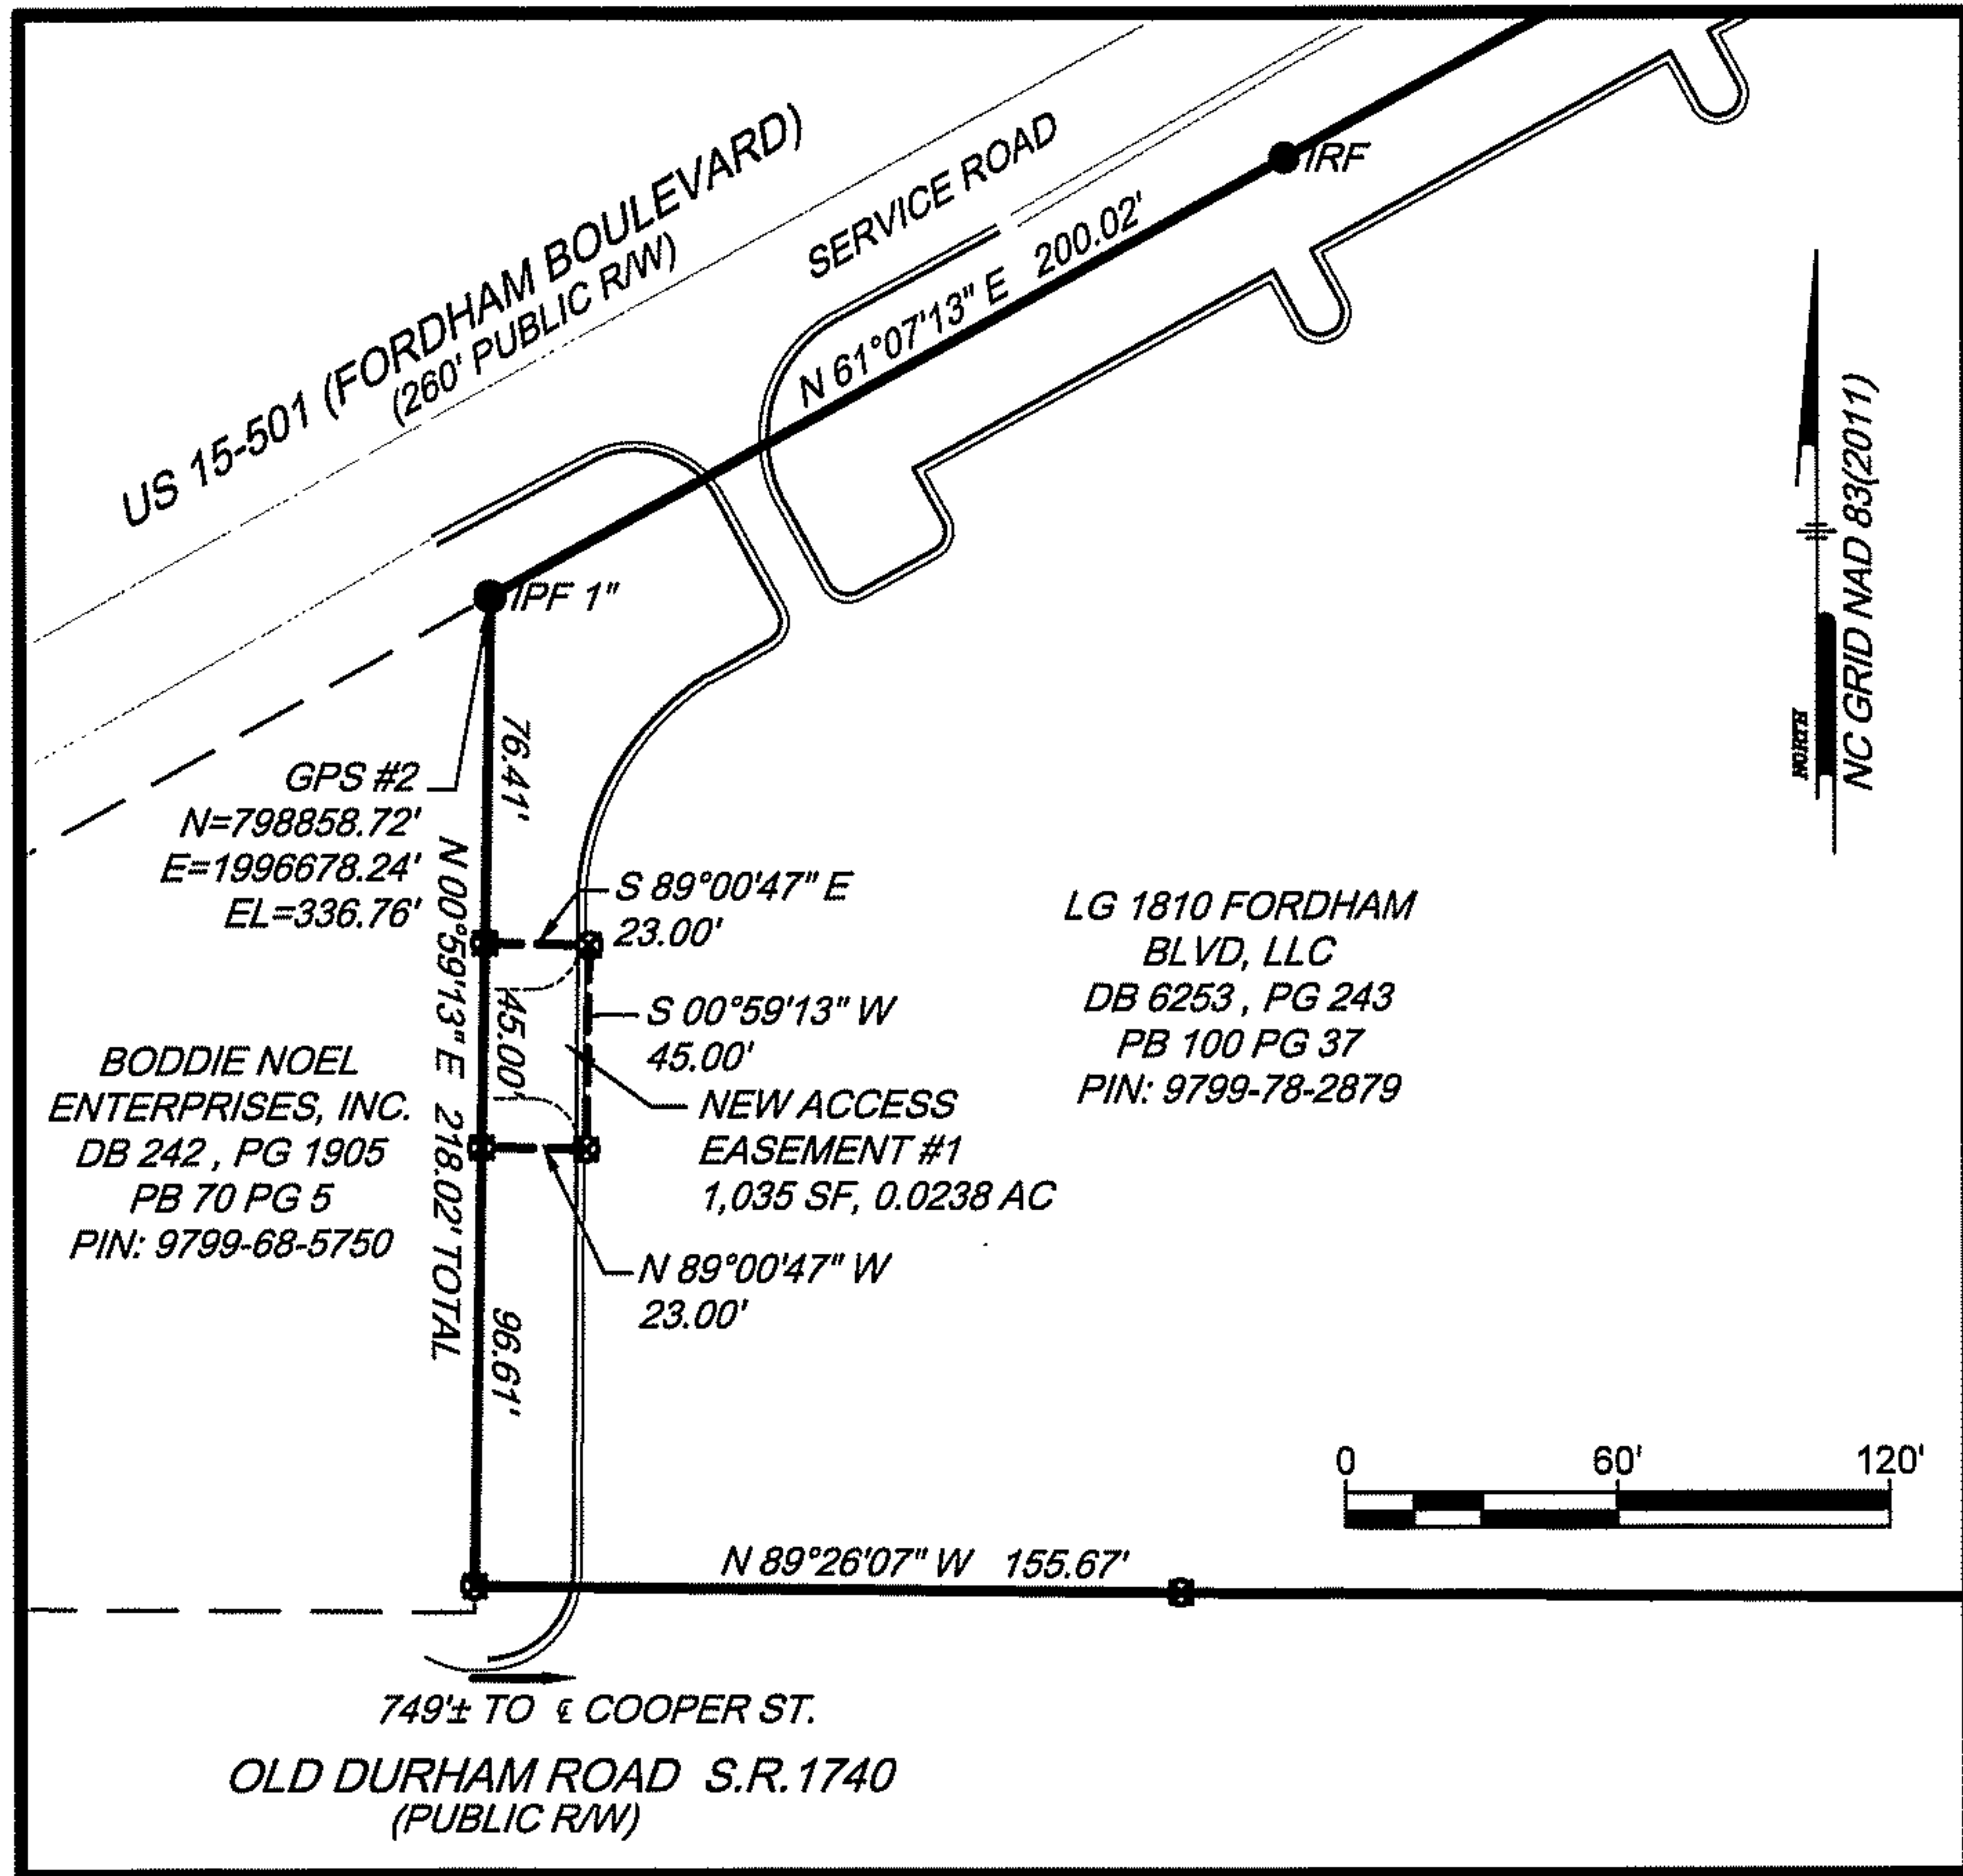 US 15-501 (FORDHAM BOULEVARD)
(260' PUBLIC R/W)
SERVICE ROAD
IRF
N 61°07'13" E 200.02'
IPF 1"
NC GRID NAD 83(2011)
NORTH
GPS #2
N=798858.72'
E=1996678.24'
EL=336.76'
76.41'
N 00°59'13" E 218.02' TOTAL
S 89°00'47" E
23.00'
45.00'
S 00°59'13" W
45.00'
NEW ACCESS
EASEMENT #1
1,035 SF, 0.0238 AC
N 89°00'47" W
23.00'
96.61'
LG 1810 FORDHAM
BLVD, LLC
DB 6253 , PG 243
PB 100 PG 37
PIN: 9799-78-2879
BODDIE NOEL
ENTERPRISES, INC.
DB 242 , PG 1905
PB 70 PG 5
PIN: 9799-68-5750
0 60' 120'
N 89°26'07" W 155.67'
749'± TO ℄ COOPER ST.
OLD DURHAM ROAD S.R.1740
(PUBLIC R/W)